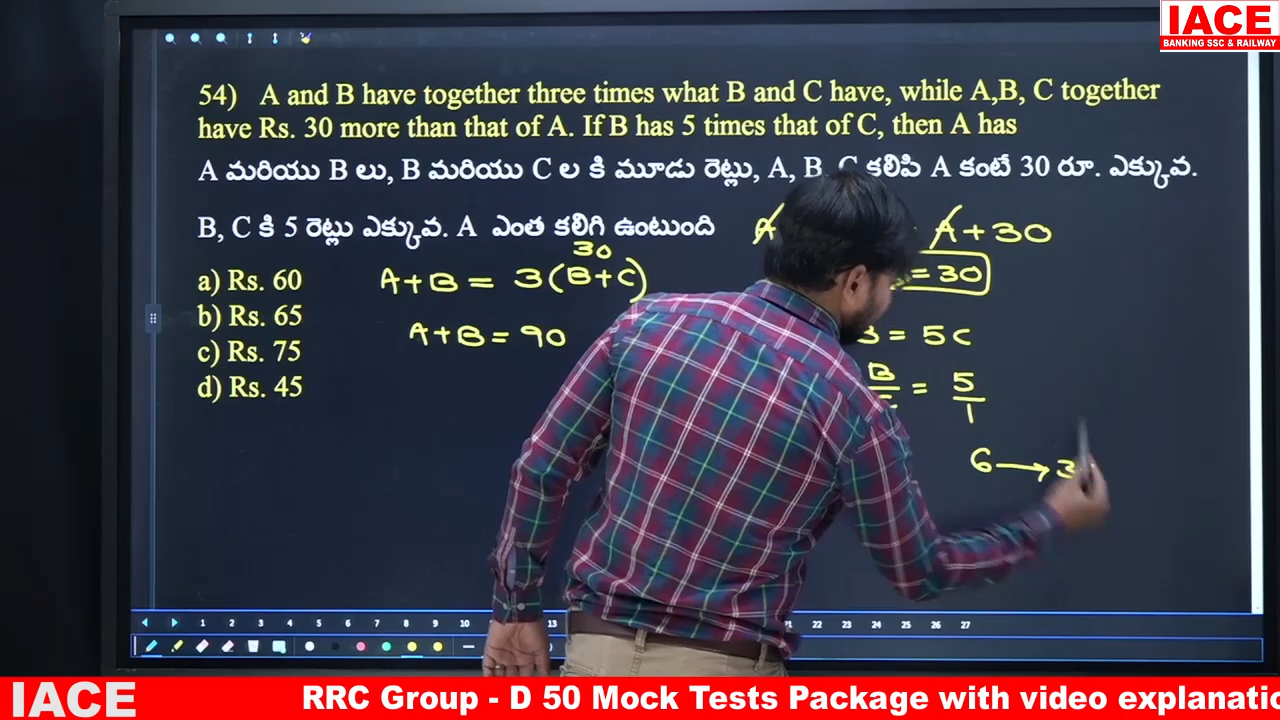 IACE
BANKING SSC & RAILWAY
54) A and B have together three times what B and C have, while A,B, C together
have Rs. 30 more than that of A. If B has 5 times that of C, then A has
A మరియు B లు, B మరియు C ల కి మూడు రెట్లు, A, B, C కలిపి A కంటే 30 రూ. ఎక్కువ.
B, C కి 5 రెట్లు ఎక్కువ. A ఎంత కలిగి ఉంటుంది
A A+30
= 30
a) Rs. 60
b) Rs. 65
c) Rs. 75
d) Rs. 45
30
A+B = 3(B+C)
A+B = 90
B = 5C
B = 5
1
6 → 3
1 2 3 4 5 6 7 8 9 10 13 22 23 24 25 26 27
IACE
RRC Group - D 50 Mock Tests Package with video explanatio